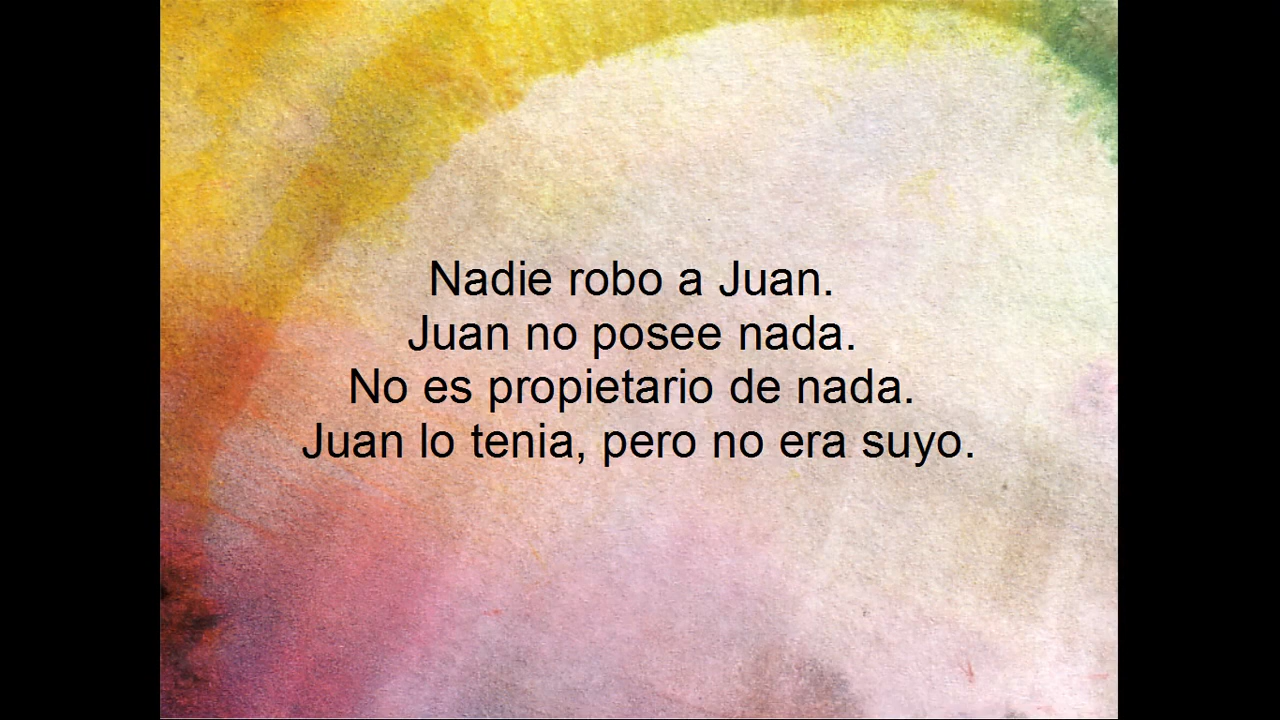 Nadie robo a Juan.
Juan no posee nada.
No es propietario de nada.
Juan lo tenia, pero no era suyo.